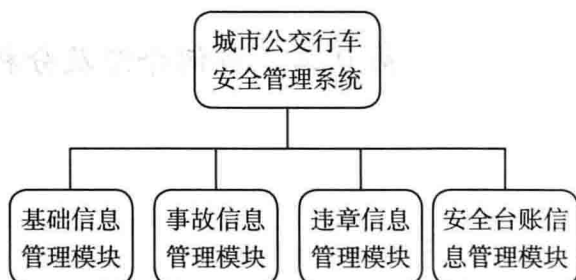 城市公交行车
安全管理系统
基础信息
管理模块
事故信息
管理模块
违章信息
管理模块
安全台账信
息管理模块